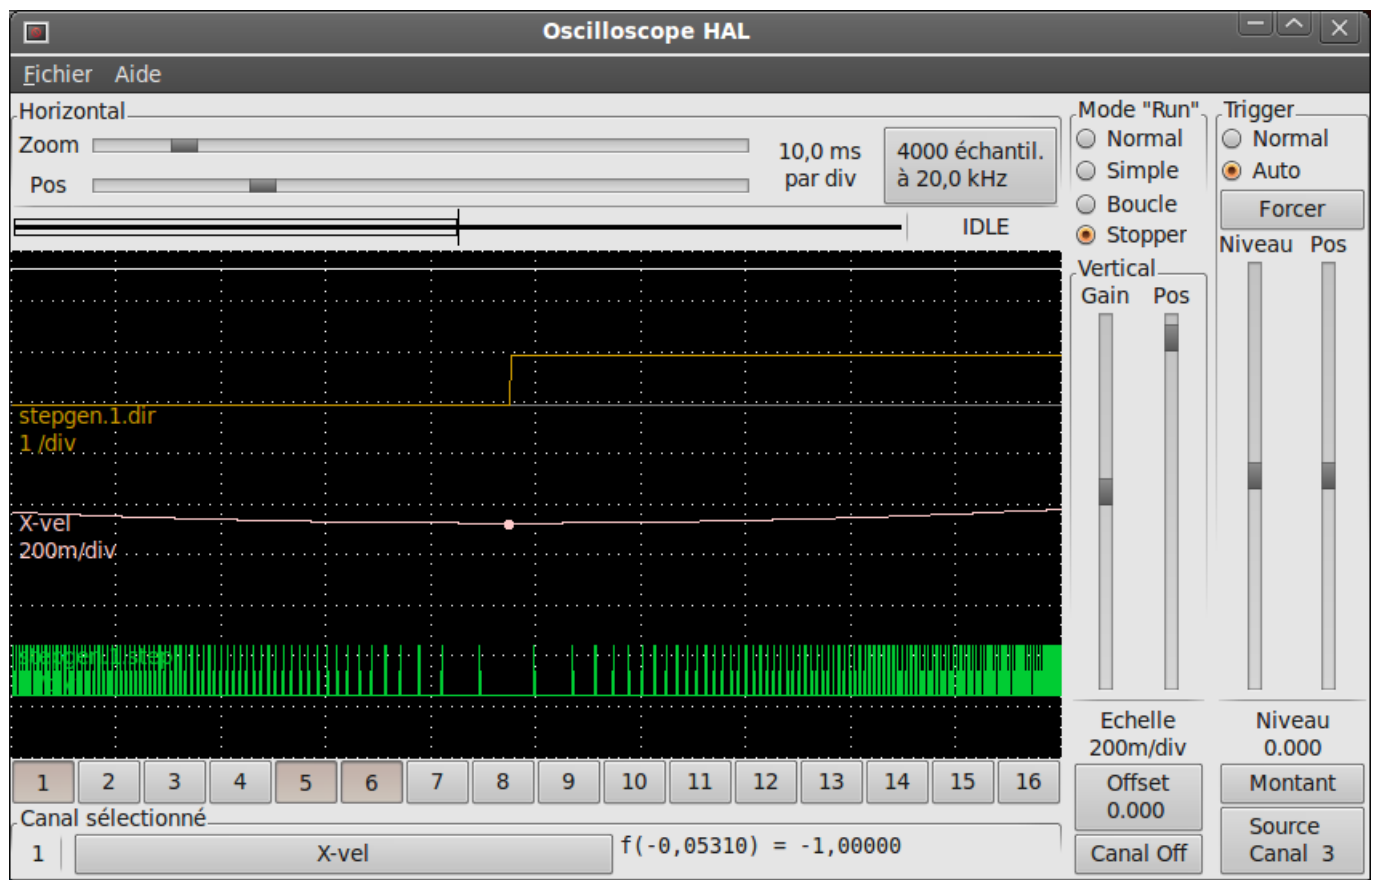 Oscilloscope HAL
Fichier Aide
Horizontal
Zoom
Pos
10,0 ms
par div
4000 échantil.
à 20,0 kHz
IDLE
Mode "Run"
Normal
Simple
Boucle
Stopper
Trigger
Normal
Auto
Forcer
Niveau Pos
Vertical
Gain Pos
stepgen.1.dir
1 /div
X-vel
200m/div
stepgen.1.step
Echelle
200m/div
Offset
0.000
Canal Off
Niveau
0.000
Montant
Source
Canal 3
1 2 3 4 5 6 7 8 9 10 11 12 13 14 15 16
Canal sélectionné
1 X-vel f(-0,05310) = -1,00000